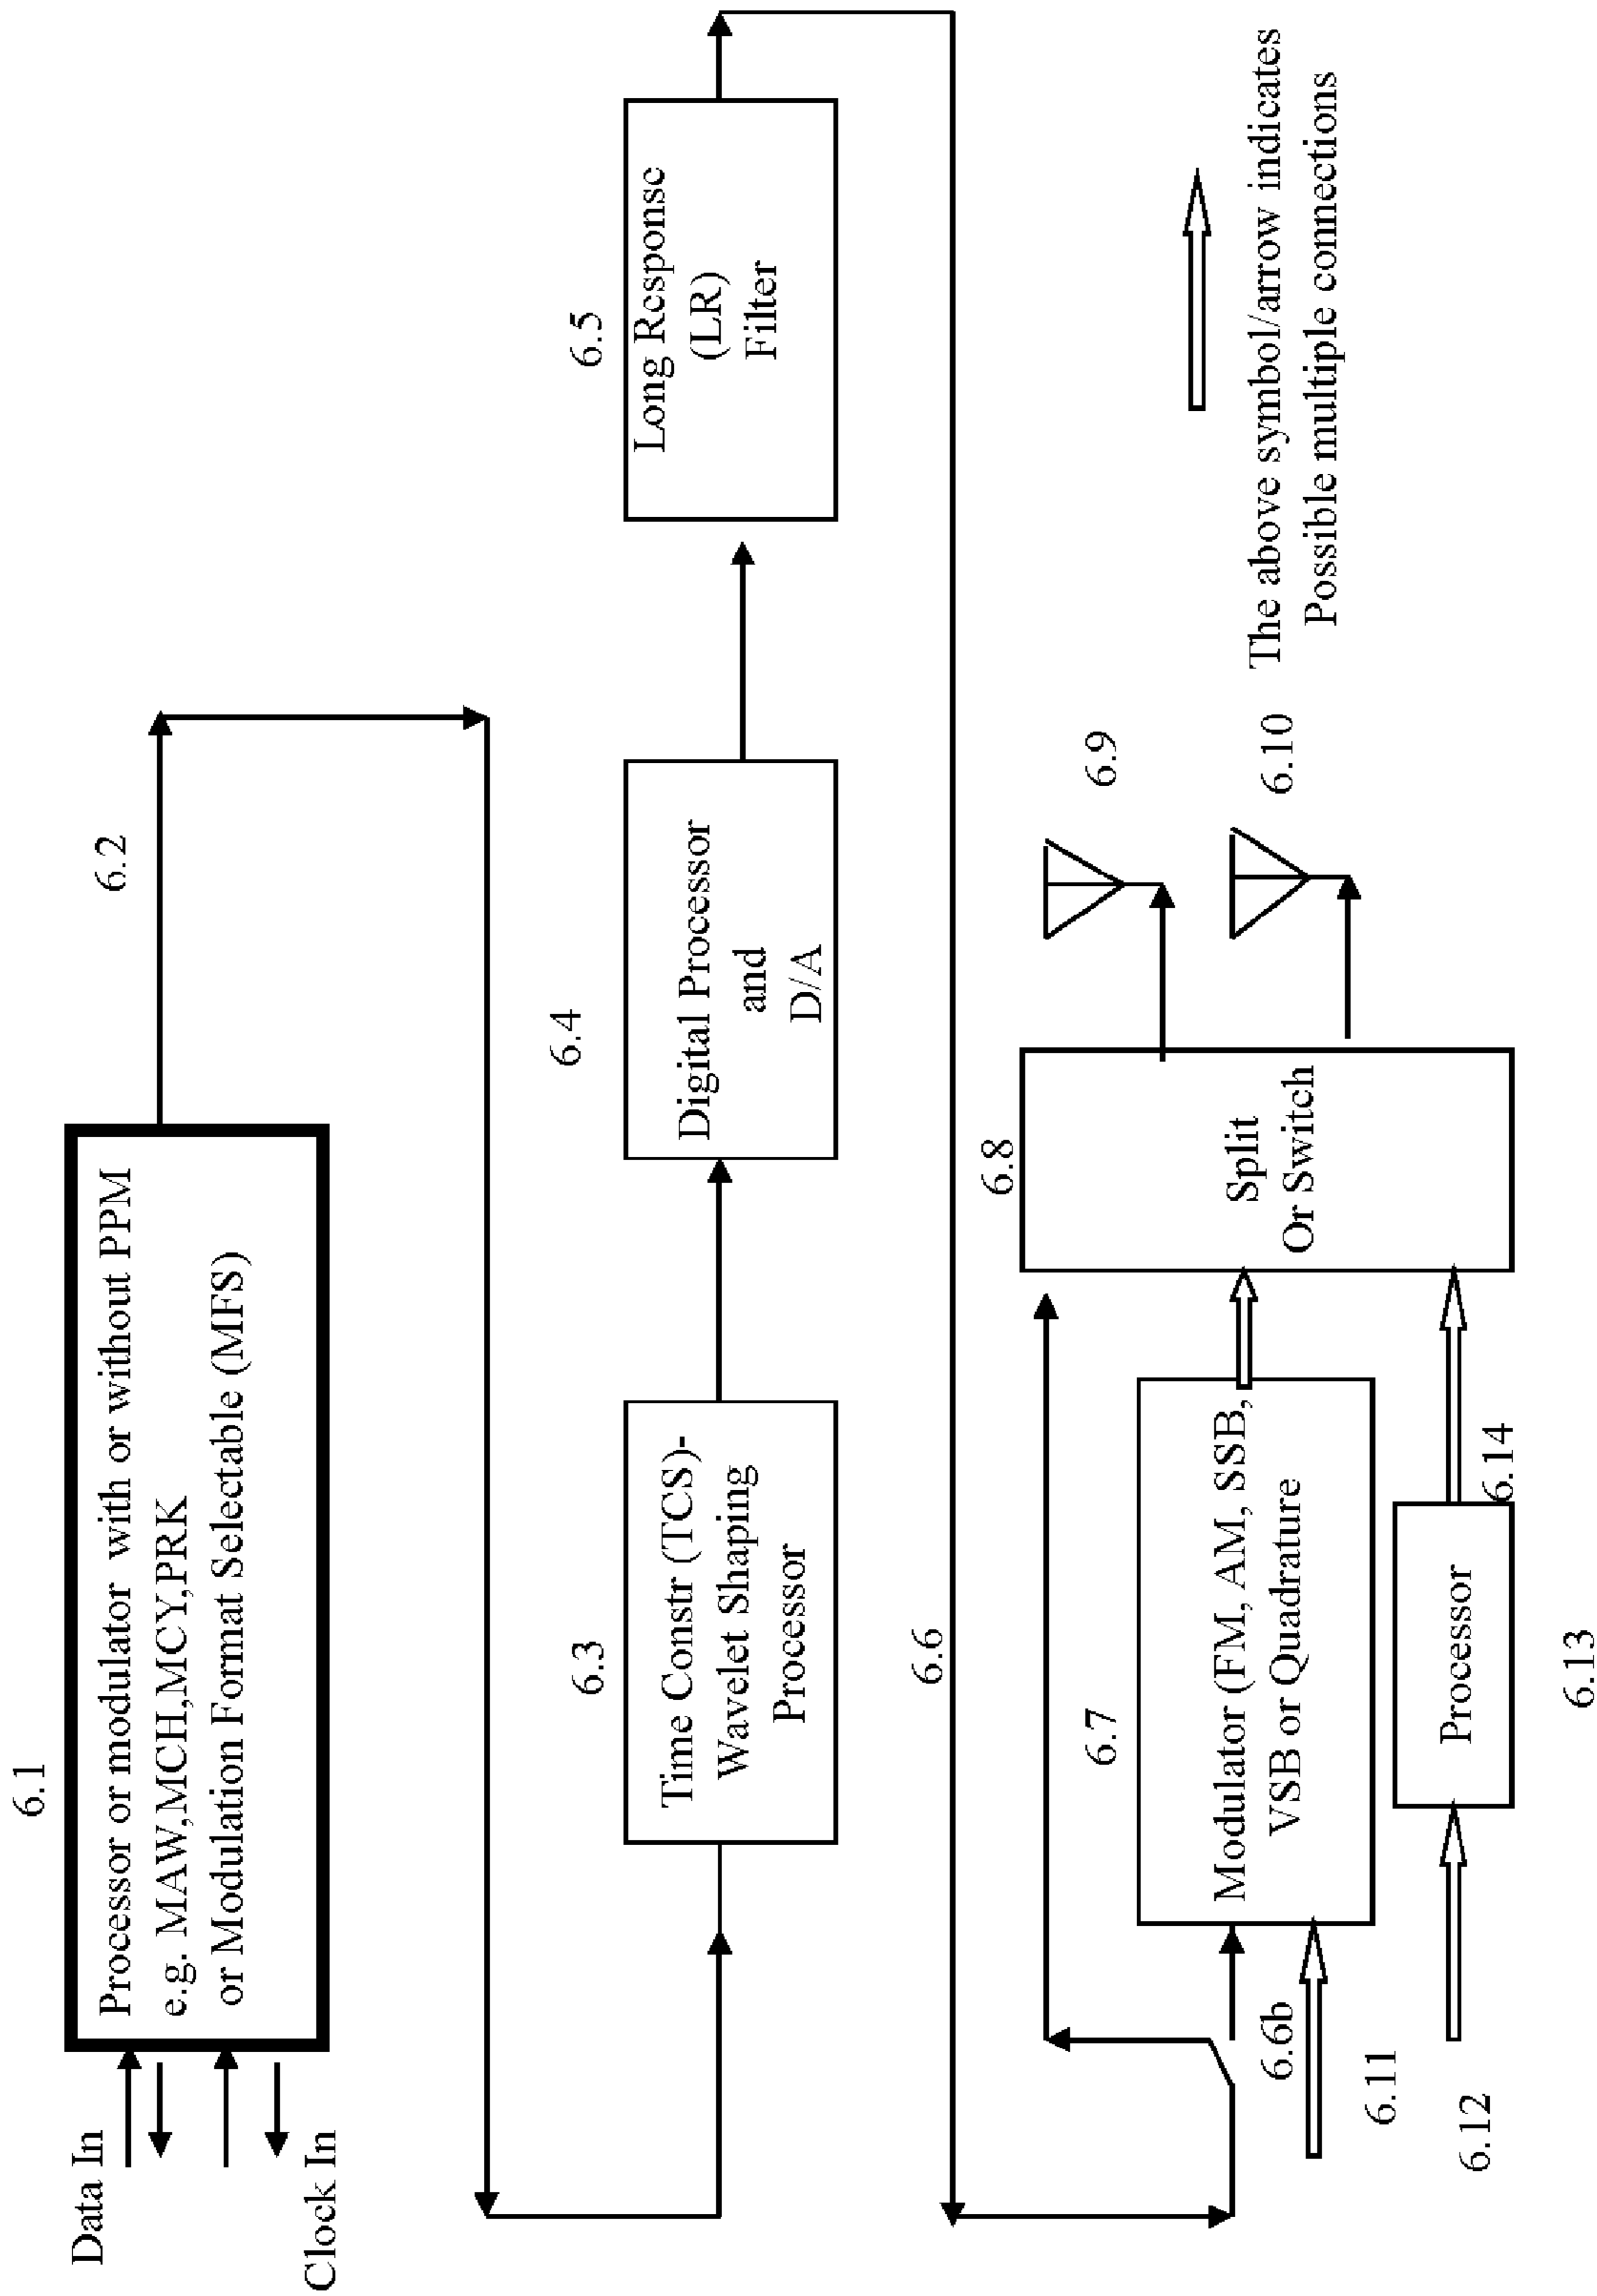 6.1
Data In
Clock In
Processor or modulator with or without PPM
e.g. MAW,MCH,MCY,PRK
or Modulation Format Selectable (MFS)
6.2
6.3
Time Constr (TCS)-
Wavelet Shaping
Processor
6.4
Digital Processor
and
D/A
6.5
Long Response
(LR)
Filter
6.6
6.6b
6.7
Modulator (FM, AM, SSB,
VSB or Quadrature
6.8
Split
Or Switch
6.9
6.10
6.11
6.12
Processor
6.13
6.14
The above symbol/arrow indicates
Possible multiple connections